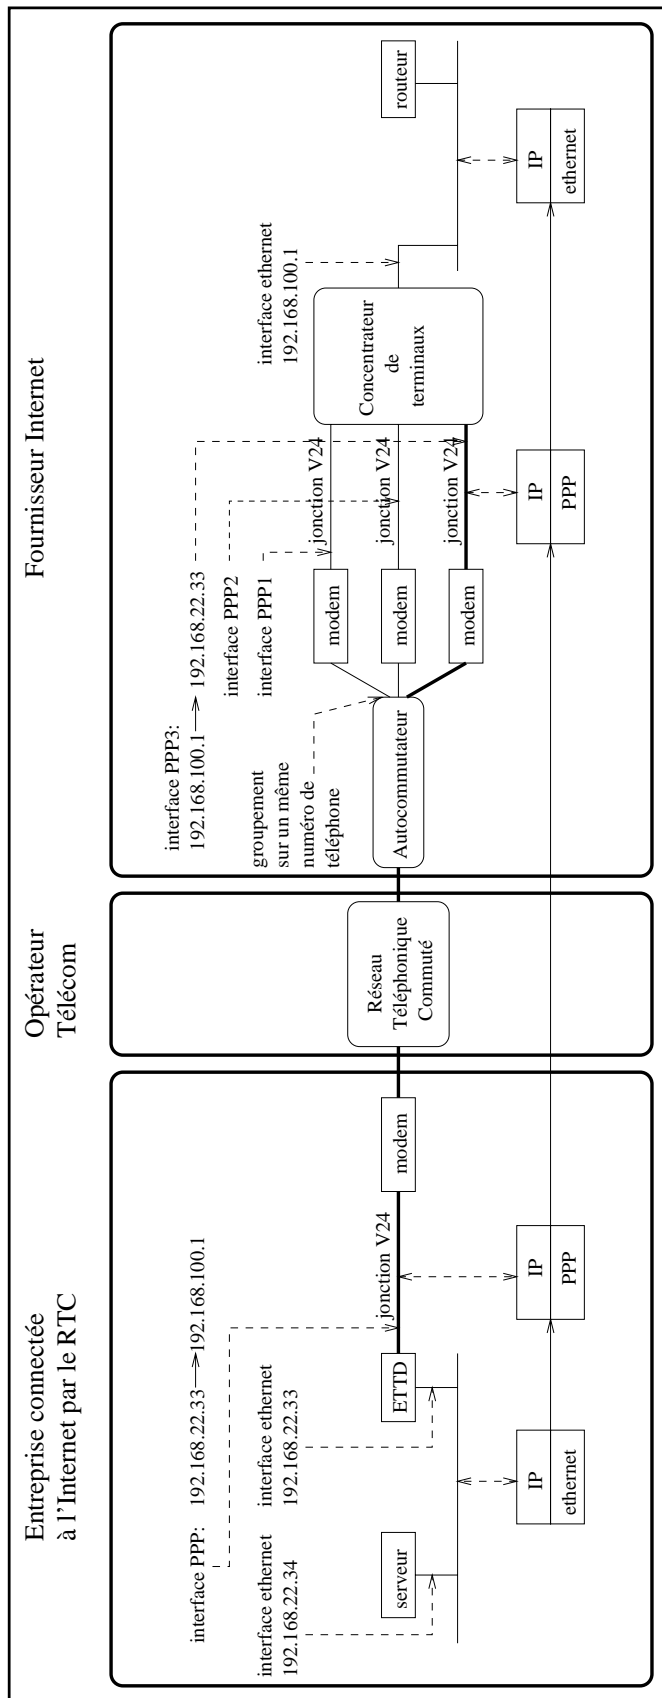 Entreprise connectée
à l'Internet par le RTC
interface PPP: 192.168.22.33 192.168.100.1
interface ethernet
192.168.22.34
interface ethernet
192.168.22.33
serveur
ETTD
jonction V24
modem
IP
ethernet
IP
PPP
Opérateur
Télécom
Réseau
Téléphonique
Commuté
Fournisseur Internet
interface PPP3:
192.168.100.1 192.168.22.33
interface PPP2
interface PPP1
groupement
sur un même
numéro de
téléphone
Autocommutateur
modem
modem
modem
jonction V24
jonction V24
jonction V24
interface ethernet
192.168.100.1
Concentrateur
de
terminaux
routeur
IP
PPP
IP
ethernet